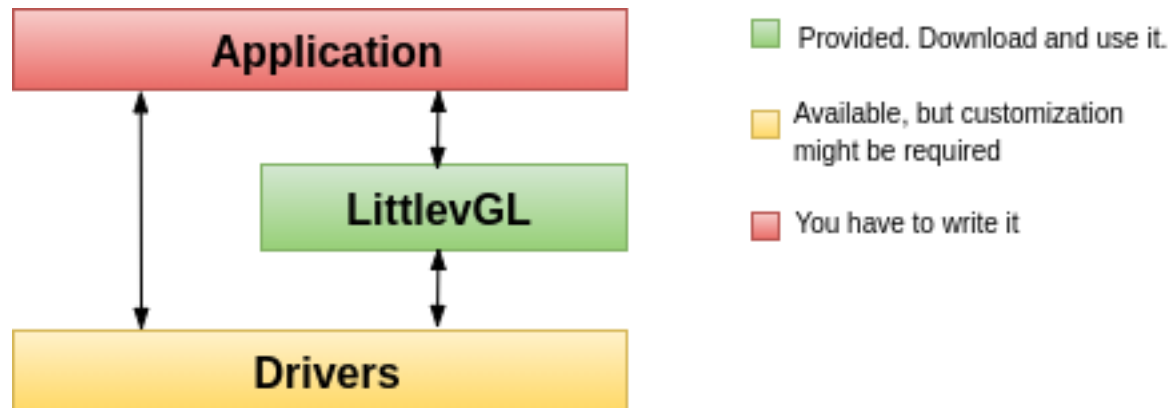 Application
Provided. Download and use it.
Available, but customization
might be required
LittlevGL
You have to write it
Drivers